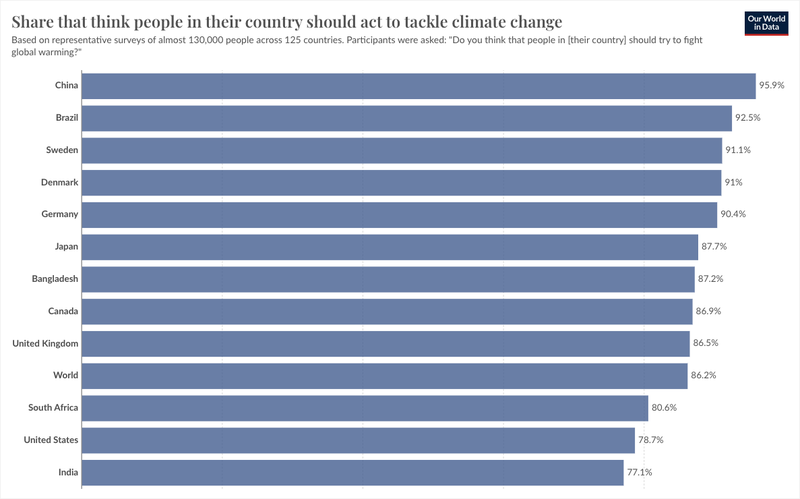 Share that think people in their country should act to tackle climate change
Our World
in Data
Based on representative surveys of almost 130,000 people across 125 countries. Participants were asked: "Do you think that people in [their country] should try to fight
global warming?"
China 95.9%
Brazil 92.5%
Sweden 91.1%
Denmark 91%
Germany 90.4%
Japan 87.7%
Bangladesh 87.2%
Canada 86.9%
United Kingdom 86.5%
World 86.2%
South Africa 80.6%
United States 78.7%
India 77.1%